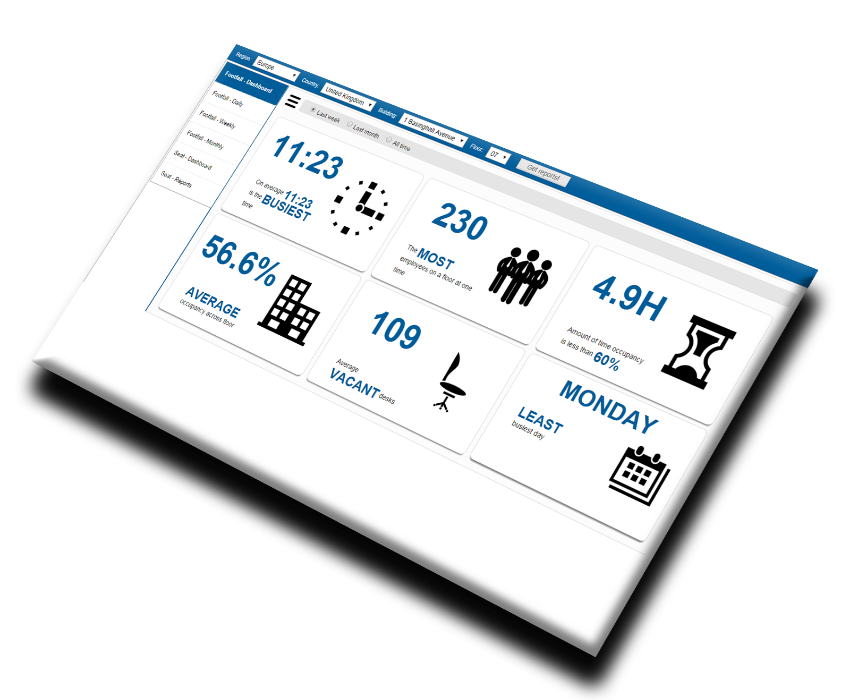 Region: Europe Country: United Kingdom Building: 1 Basinghall Avenue Floor: 07 Get reports!
Footfall - Dashboard
Footfall - Daily
Footfall - Weekly
Footfall - Monthly
Seat - Dashboard
Seat - Reports
Last week Last month All time
11:23
On average 11:23
is the BUSIEST
time
230
The MOST
employees on a floor at one
time
4.9H
Amount of time occupancy
is less than 60%
56.6%
AVERAGE
occupancy across floor
109
Average
VACANT desks
MONDAY
LEAST
busiest day